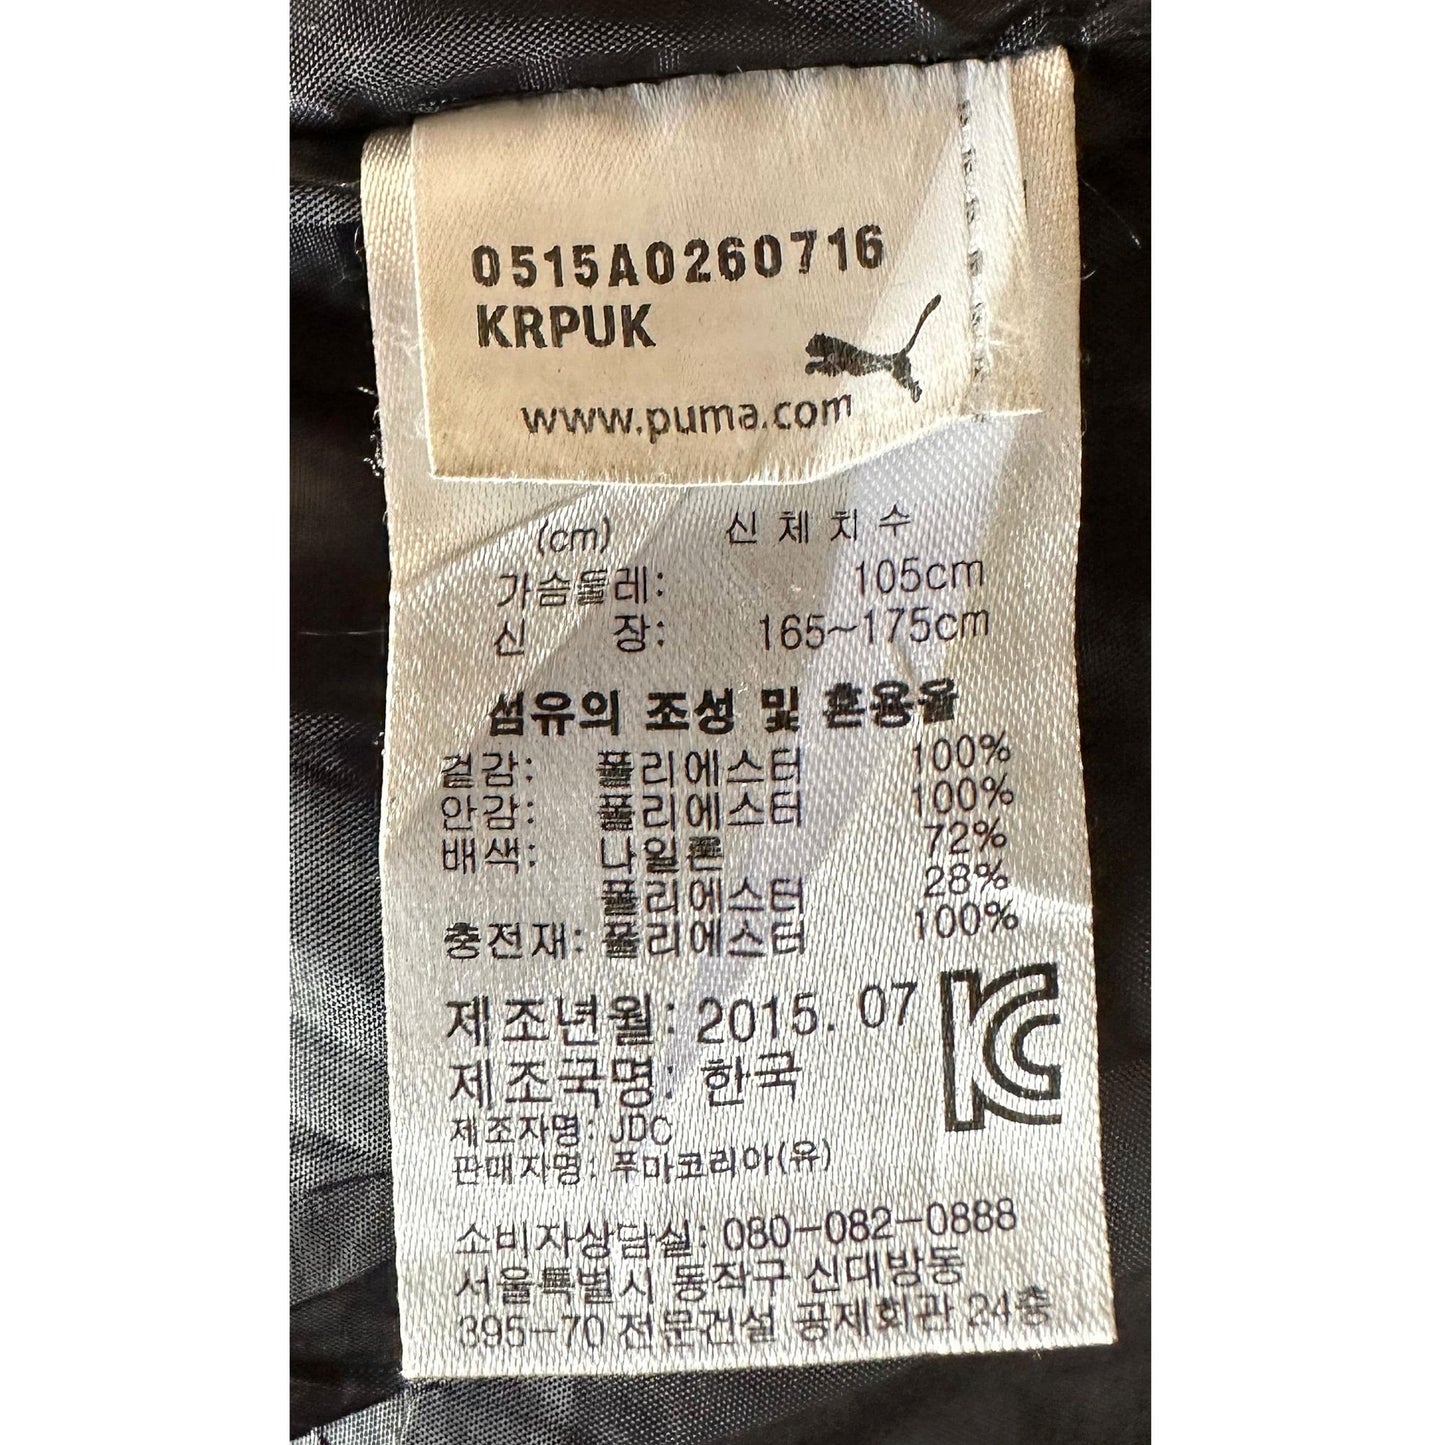 0515A0260716
KRPUK
www.puma.com
(cm) 신체치수
가슴둘레: 105cm
신 장: 165~175cm
섬유의 조성 및 혼용율
겉감: 폴리에스터 100%
안감: 폴리에스터 100%
배색: 나일론 72%
폴리에스터 28%
충전재: 폴리에스터 100%
제조년월: 2015. 07
제조국명: 한국
제조자명: JDC
판매자명: 푸마코리아(유)
소비자상담실: 080-082-0888
서울특별시 동작구 신대방동
395-70 전문건설 공제회관 24층
KC